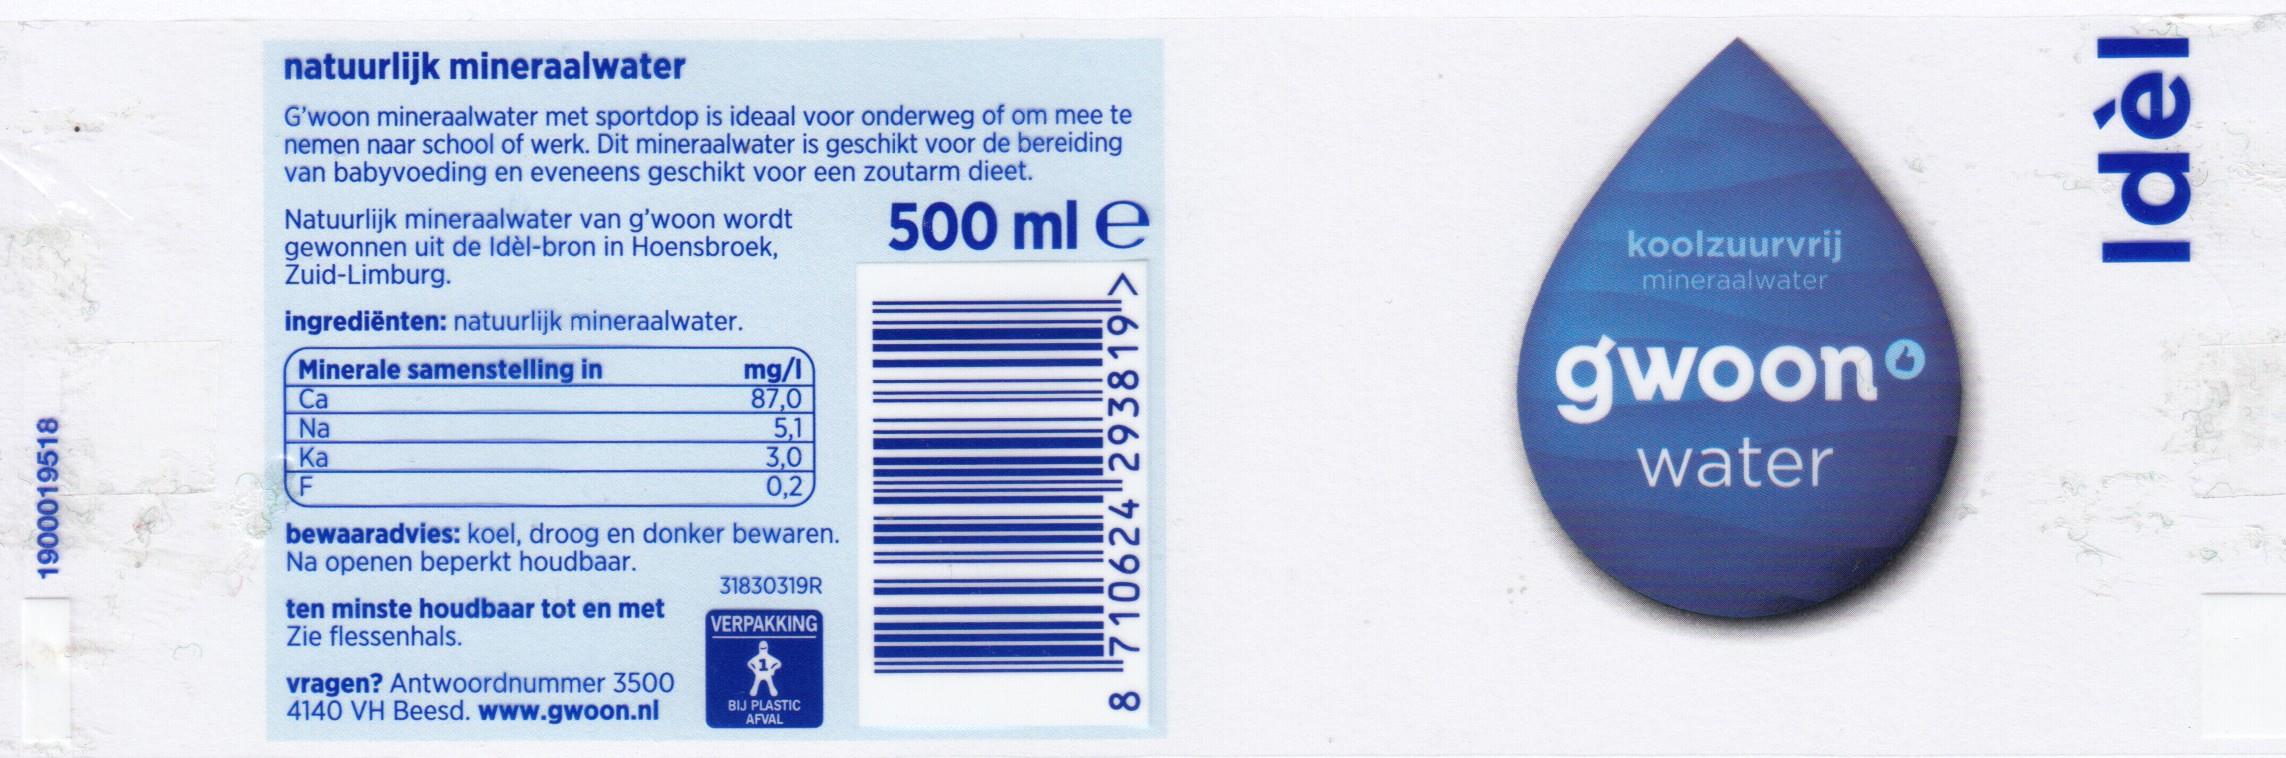 1900019518
natuurlijk mineraalwater
G'woon mineraalwater met sportdop is ideaal voor onderweg of om mee te
nemen naar school of werk. Dit mineraalwater is geschikt voor de bereiding
van babyvoeding en eveneens geschikt voor een zoutarm dieet.
Natuurlijk mineraalwater van g'woon wordt
gewonnen uit de Idèl-bron in Hoensbroek,
Zuid-Limburg.
500 ml ℮
ingrediënten: natuurlijk mineraalwater.
Minerale samenstelling in mg/l
Ca 87,0
Na 5,1
Ka 3,0
F 0,2
bewaaradvies: koel, droog en donker bewaren.
Na openen beperkt houdbaar.
31830319R
ten minste houdbaar tot en met
Zie flessenhals.
vragen? Antwoordnummer 3500
4140 VH Beesd. www.gwoon.nl
VERPAKKING
1
BIJ PLASTIC
AFVAL
8 710624 293819 >
koolzuurvrij
mineraalwater
g'woon
water
Idèl